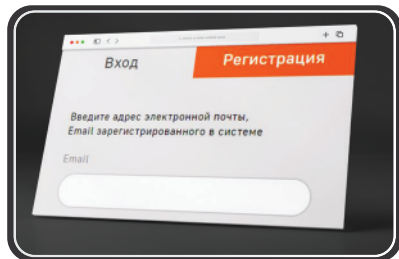 Вход
Регистрация
Введите адрес электронной почты,
Email зарегистрированного в системе
Email